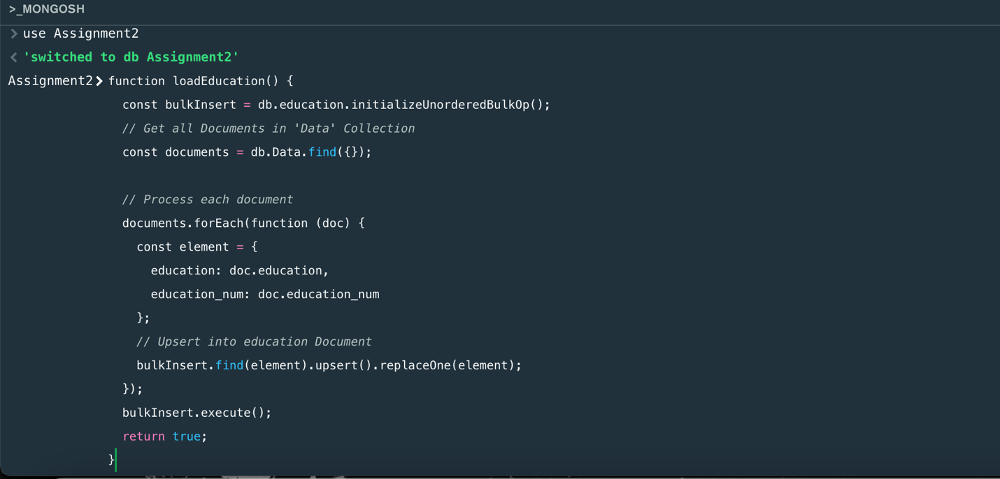 >_MONGOSH
> use Assignment2
< 'switched to db Assignment2'
Assignment2> function loadEducation() {
const bulkInsert = db.education.initializeUnorderedBulkOp();
// Get all Documents in 'Data' Collection
const documents = db.Data.find({});
// Process each document
documents.forEach(function (doc) {
const element = {
education: doc.education,
education_num: doc.education_num
};
// Upsert into education Document
bulkInsert.find(element).upsert().replaceOne(element);
});
bulkInsert.execute();
return true;
}